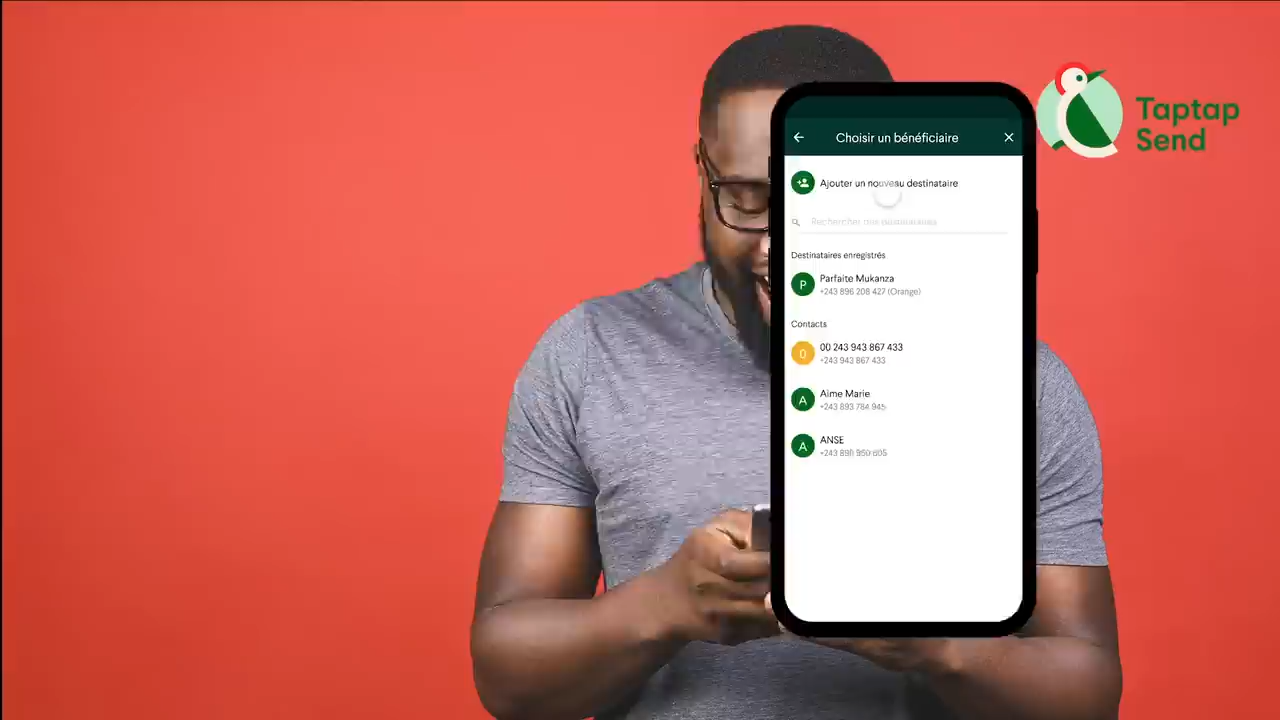 Taptap
Send
Choisir un bénéficiaire
Ajouter un nouveau destinataire
Destinataires enregistrés
P
Parfaite Mukanza
+243 896 208 427 (Orange)
Contacts
0
00 243 943 867 433
+243 943 867 433
A
Aime Marie
+243 893 784 945
A
ANSE